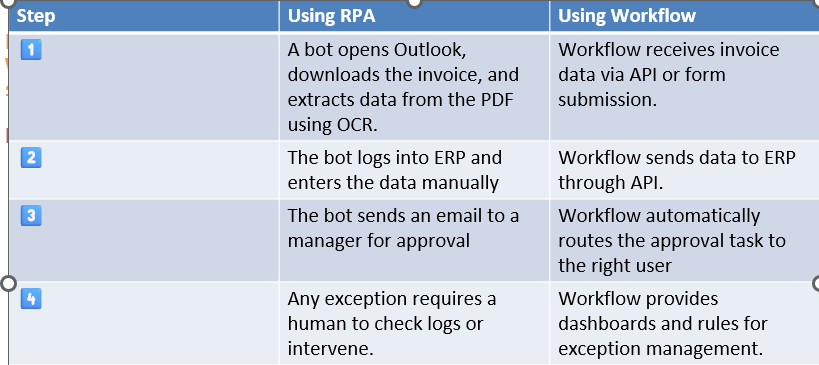 Step Using RPA Using Workflow
1 A bot opens Outlook, Workflow receives invoice
downloads the invoice, and data via API or form
extracts data from the PDF submission.
using OCR.
2 The bot logs into ERP and Workflow sends data to ERP
enters the data manually through API.
3 The bot sends an email to a Workflow automatically
manager for approval routes the approval task to
the right user
4 Any exception requires a Workflow provides
human to check logs or dashboards and rules for
intervene. exception management.